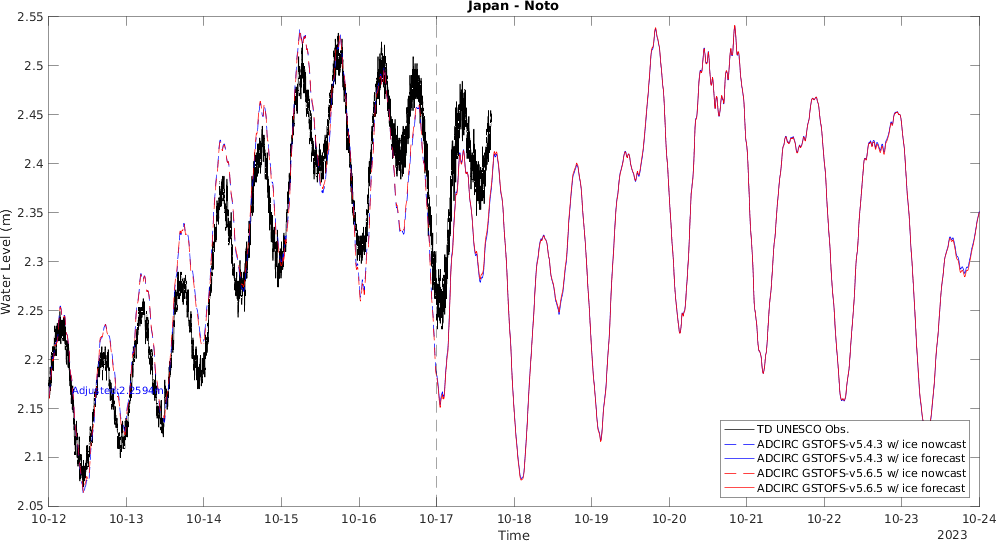 Japan - Noto
Water Level (m)
2.55
2.5
2.45
2.4
2.35
2.3
2.25
2.2
2.15
2.1
2.05
Adjusted:2.2594m
TD UNESCO Obs.
ADCIRC GSTOFS-v5.4.3 w/ ice nowcast
ADCIRC GSTOFS-v5.4.3 w/ ice forecast
ADCIRC GSTOFS-v5.6.5 w/ ice nowcast
ADCIRC GSTOFS-v5.6.5 w/ ice forecast
10-12 10-13 10-14 10-15 10-16 10-17 10-18 10-19 10-20 10-21 10-22 10-23 10-24
Time
2023